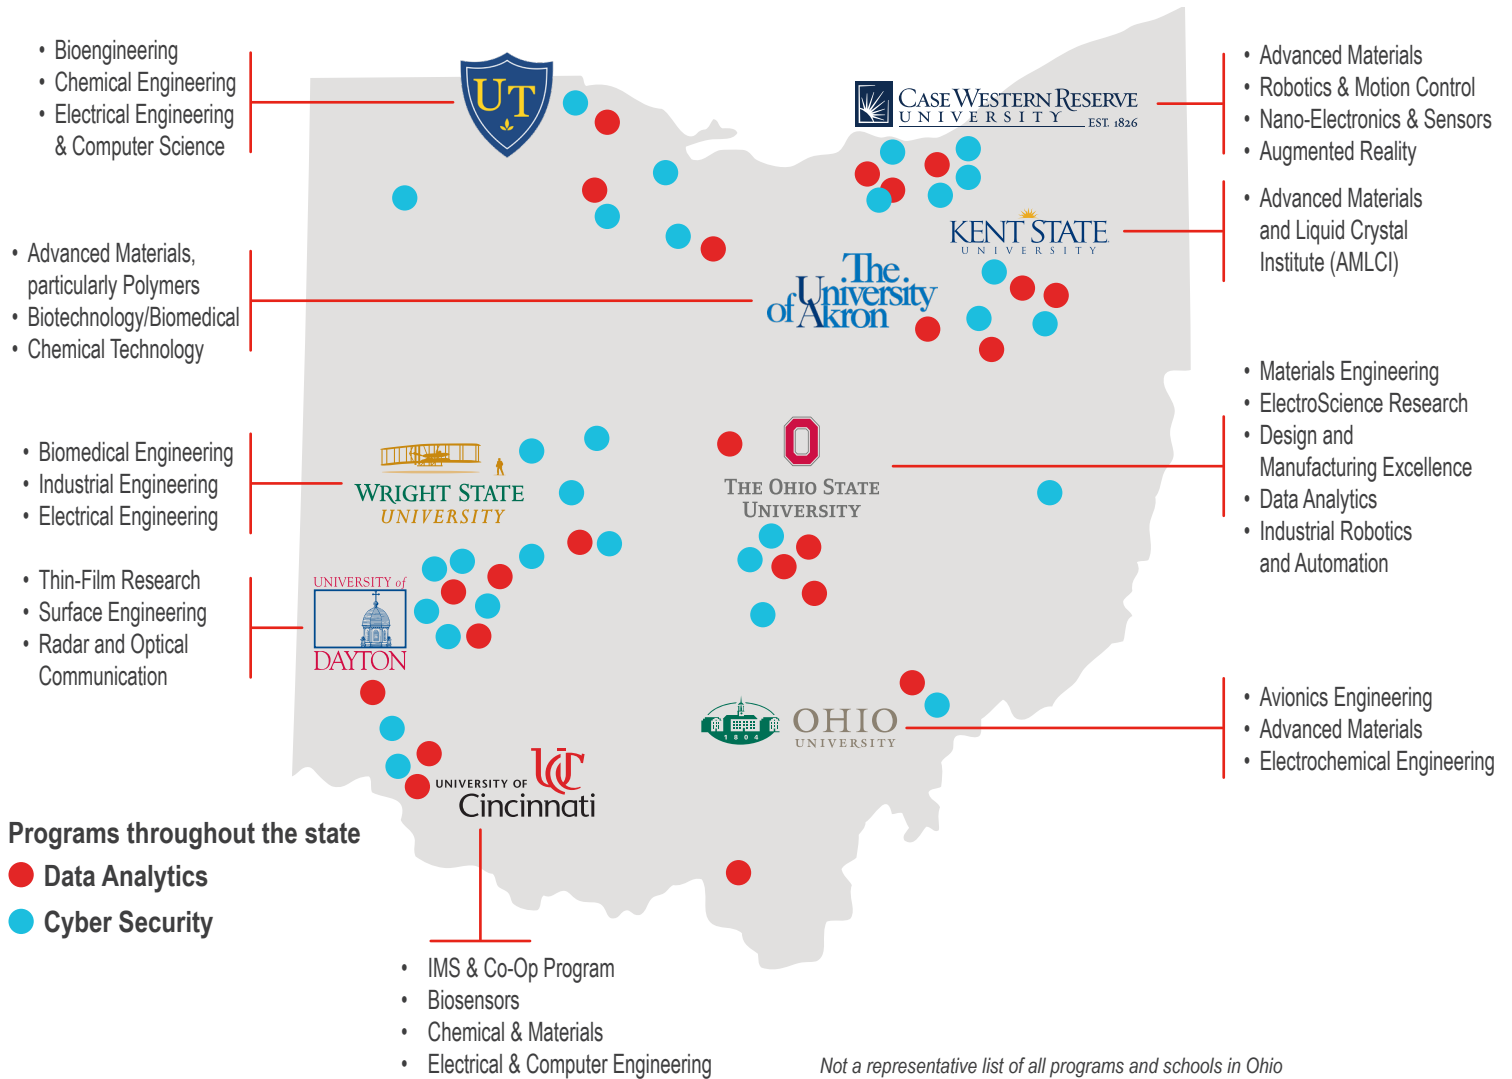 • Bioengineering
• Chemical Engineering
• Electrical Engineering
& Computer Science
UT
CASE WESTERN RESERVE
UNIVERSITY
EST. 1826
• Advanced Materials
• Robotics & Motion Control
• Nano-Electronics & Sensors
• Augmented Reality
KENT STATE
UNIVERSITY
• Advanced Materials
and Liquid Crystal
Institute (AMLCI)
• Advanced Materials,
particularly Polymers
• Biotechnology/Biomedical
• Chemical Technology
The
University
of Akron
• Materials Engineering
• ElectroScience Research
• Design and
Manufacturing Excellence
• Data Analytics
• Industrial Robotics
and Automation
• Biomedical Engineering
• Industrial Engineering
• Electrical Engineering
WRIGHT STATE
UNIVERSITY
O
THE OHIO STATE
UNIVERSITY
• Thin-Film Research
• Surface Engineering
• Radar and Optical
Communication
UNIVERSITY of
DAYTON
1804
OHIO
UNIVERSITY
• Avionics Engineering
• Advanced Materials
• Electrochemical Engineering
UC
UNIVERSITY OF
Cincinnati
Programs throughout the state
Data Analytics
Cyber Security
• IMS & Co-Op Program
• Biosensors
• Chemical & Materials
• Electrical & Computer Engineering
Not a representative list of all programs and schools in Ohio